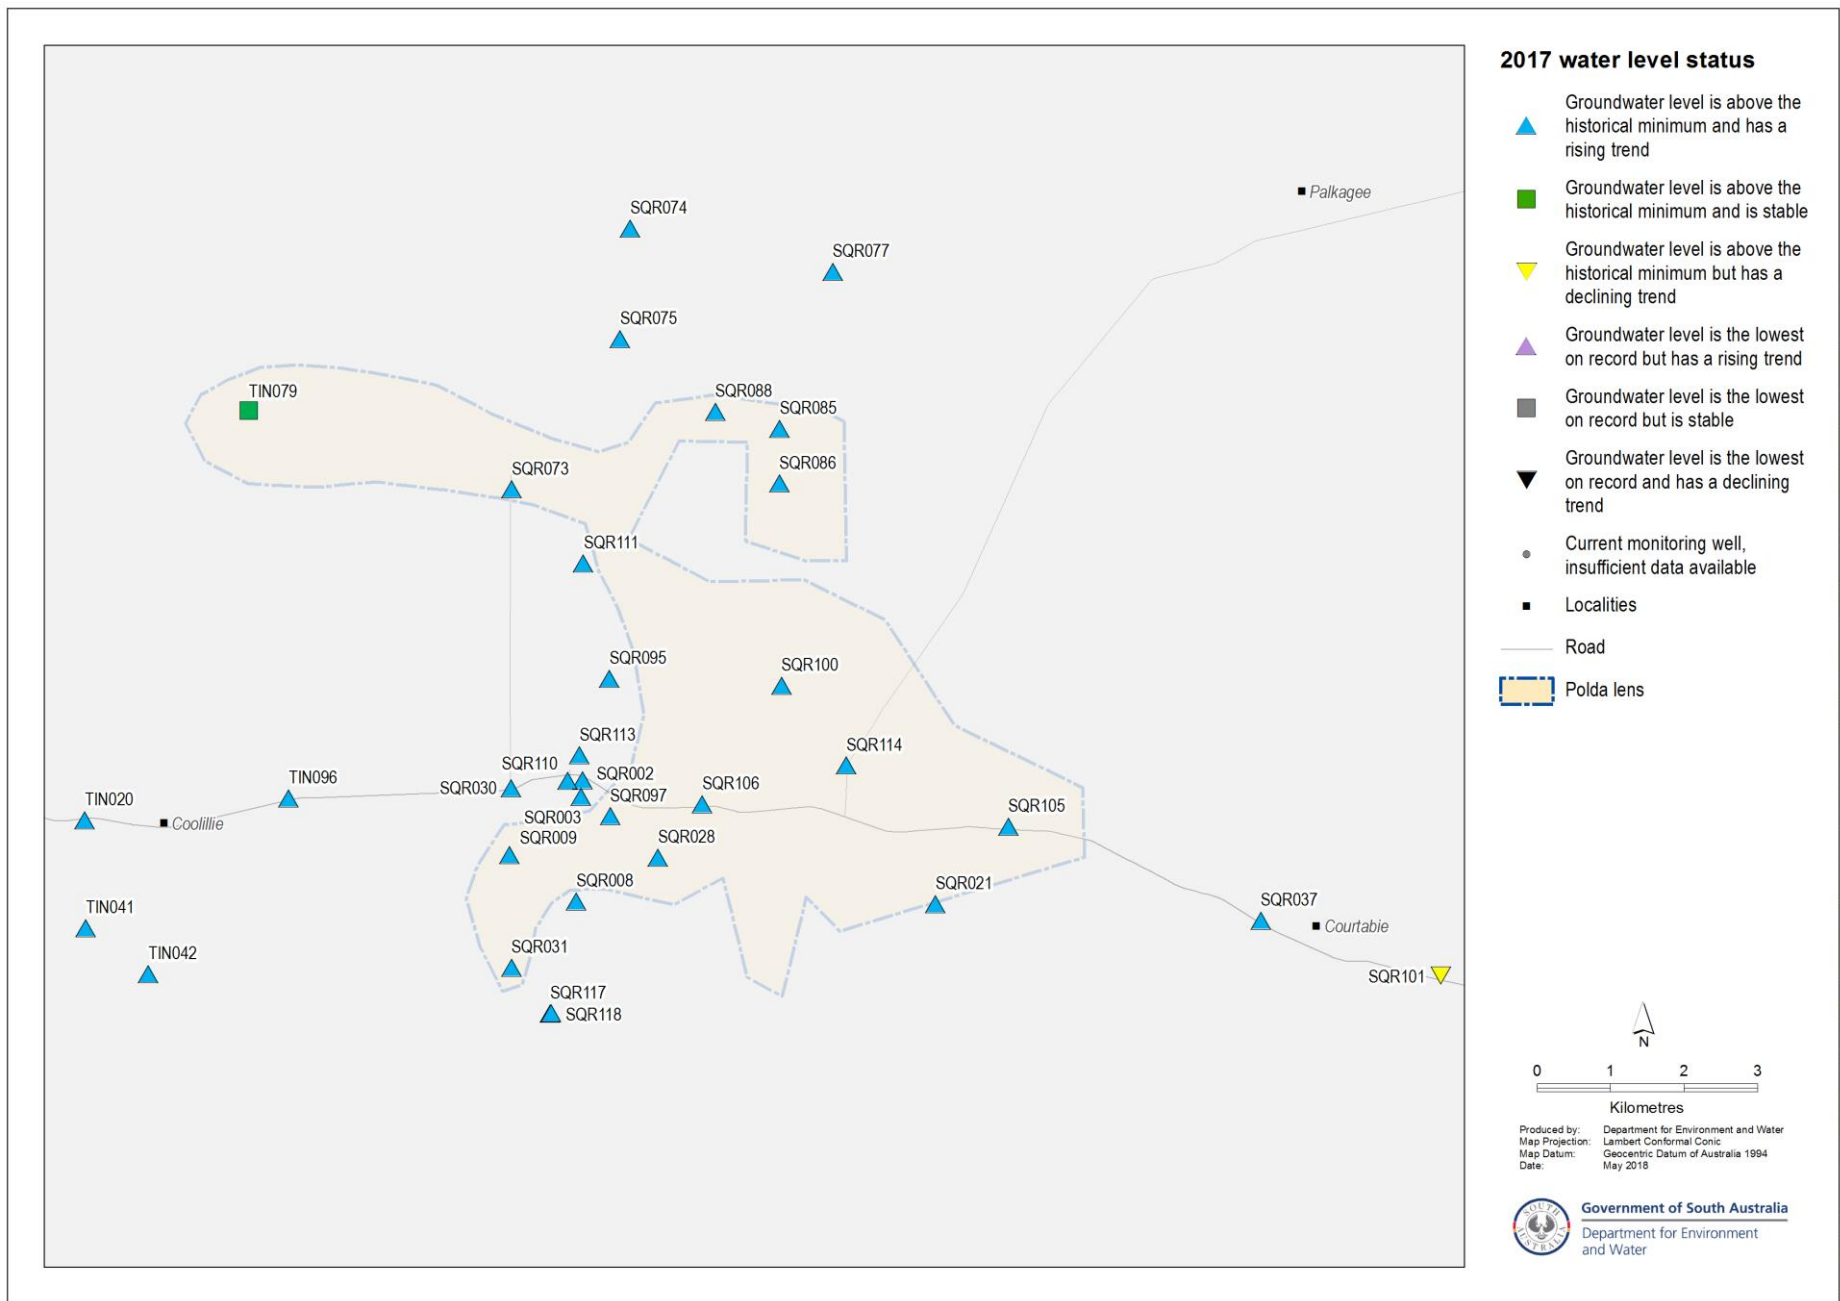 2017 water level status
Groundwater level is above the
historical minimum and has a
rising trend
Groundwater level is above the
historical minimum and is stable
Groundwater level is above the
historical minimum but has a
declining trend
Groundwater level is the lowest
on record but has a rising trend
Groundwater level is the lowest
on record but is stable
Groundwater level is the lowest
on record and has a declining
trend
Current monitoring well,
insufficient data available
Localities
Road
Polda lens
Palkagee
SQR074
SQR077
SQR075
TIN079
SQR088
SQR085
SQR086
SQR073
SQR111
SQR095
SQR100
SQR113
SQR114
SQR110
SQR002
TIN096
SQR030
SQR097
SQR106
TIN020
Coolillie
SQR003
SQR105
SQR009
SQR028
SQR008
SQR021
SQR037
TIN041
Courtabie
TIN042
SQR031
SQR101
SQR117
SQR118
N
0 1 2 3
Kilometres
Produced by: Department for Environment and Water
Map Projection: Lambert Conformal Conic
Map Datum: Geocentric Datum of Australia 1994
Date: May 2018
SOUTH
AUSTRALIA
Government of South Australia
Department for Environment
and Water